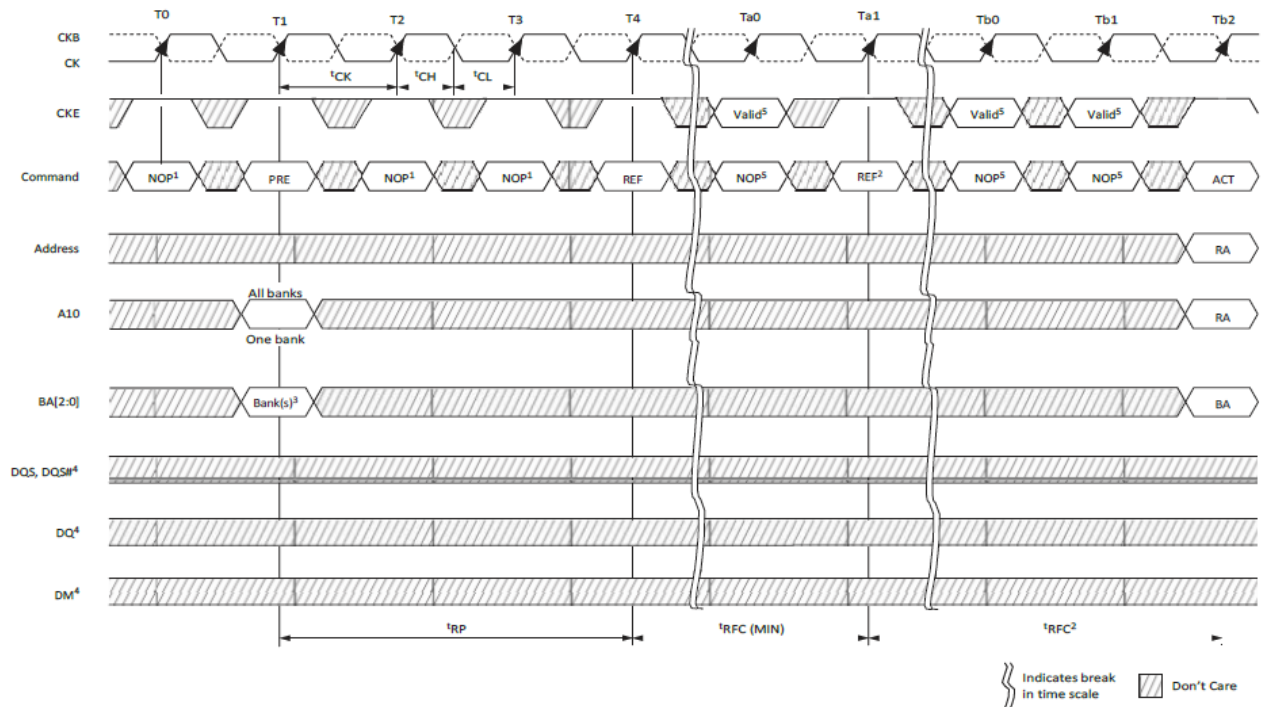 T0 T1 T2 T3 T4 Ta0 Ta1 Tb0 Tb1 Tb2
CKB
CK
tCK tCH tCL
CKE Valid5 Valid5 Valid5
Command NOP1 PRE NOP1 NOP1 REF NOP5 REF2 NOP5 NOP5 ACT
Address RA
All banks
A10 RA
One bank
BA[2:0] Bank(s)3 BA
DQS, DQS#4
DQ4
DM4
tRP tRFC (MIN) tRFC2
Indicates break
in time scale
Don't Care